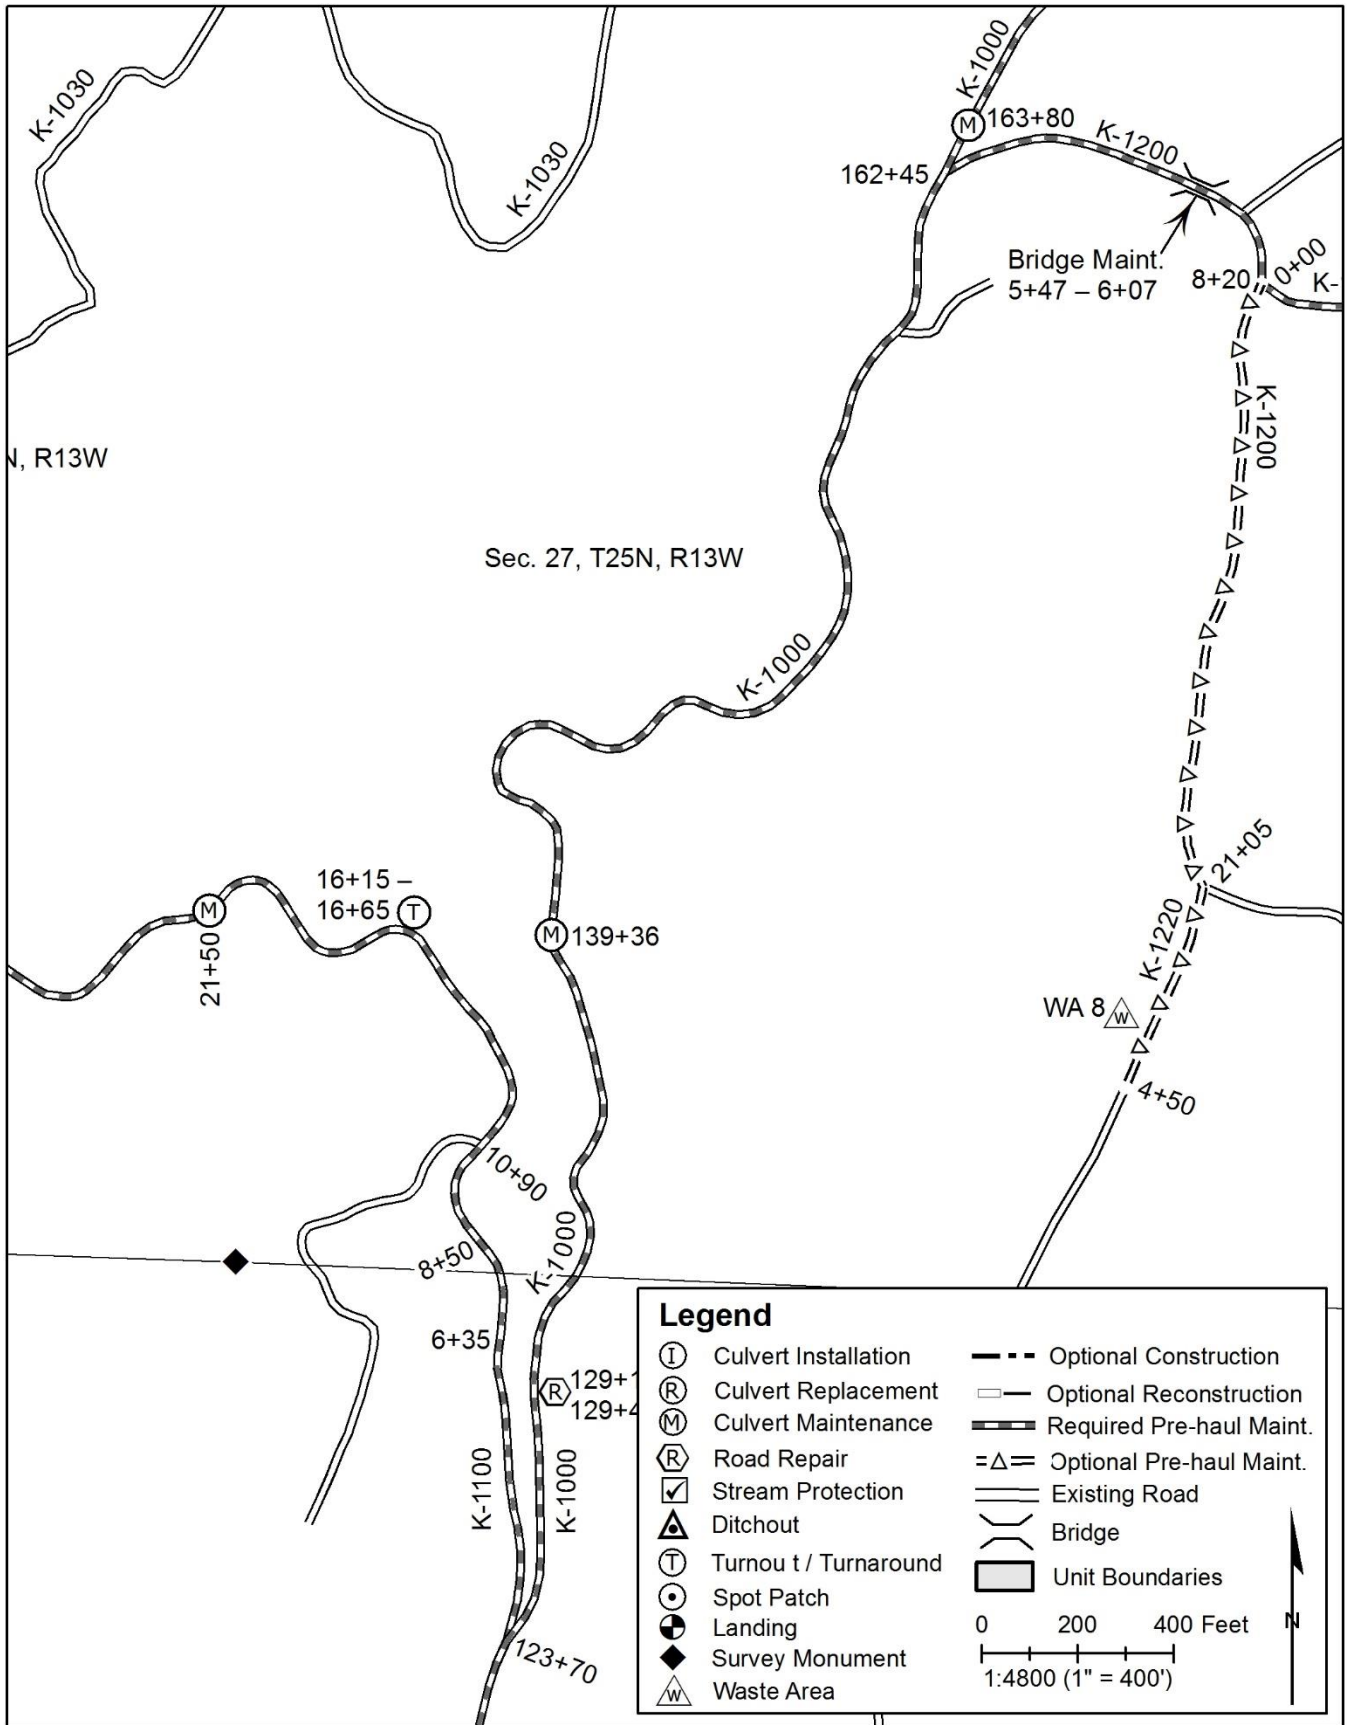 K-1030
K-1030
K-1000
163+80
K-1200
162+45
Bridge Maint.
5+47 – 6+07
8+20
0+00
K-
K-1200
, R13W
Sec. 27, T25N, R13W
K-1000
16+15 –
16+65
T
M
21+50
M
139+36
M
21+05
K-1220
WA 8
W
4+50
10+90
8+50
K-1000
6+35
R
129+
129+4
K-1100
K-1000
123+70
Legend
I Culvert Installation
R Culvert Replacement
M Culvert Maintenance
R Road Repair
Stream Protection
Ditchout
T Turnou t / Turnaround
Spot Patch
Landing
Survey Monument
W Waste Area
Optional Construction
Optional Reconstruction
Required Pre-haul Maint.
Optional Pre-haul Maint.
Existing Road
Bridge
Unit Boundaries
0 200 400 Feet
1:4800 (1" = 400')
N